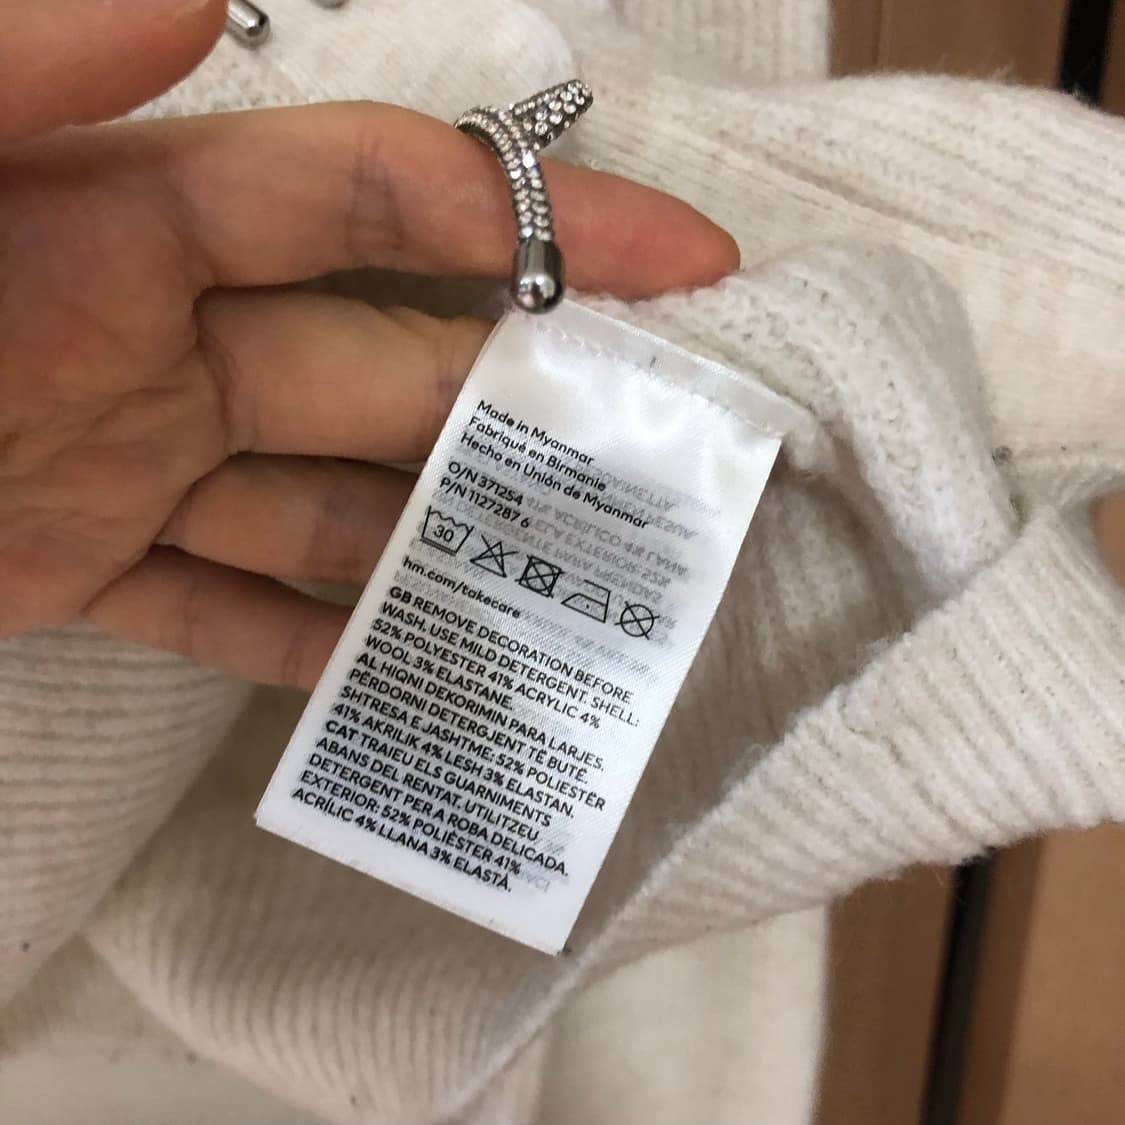 Made in Myanmar
Fabriqué en Birmanie
Hecho en Unión de Myanmar
O/N 371254
P/N 1127287 6
30
hm.com/takecare
GB REMOVE DECORATION BEFORE
WASH. USE MILD DETERGENT. SHELL:
52% POLYESTER 41% ACRYLIC 4%
WOOL 3% ELASTANE.
AL HIQNI DEKORIMIN PARA LARJES.
PËRDORNI DETERGJENT TË BUTË.
SHTRESA E JASHTME: 52% POLIESTËR
41% AKRILIK 4% LESH 3% ELASTAN.
CAT TRAIEU ELS GUARNIMENTS
ABANS DEL RENTAT. UTILITZEU
DETERGENT PER A ROBA DELICADA.
EXTERIOR: 52% POLIÈSTER 41%
ACRÍLIC 4% LLANA 3% ELASTÀ.